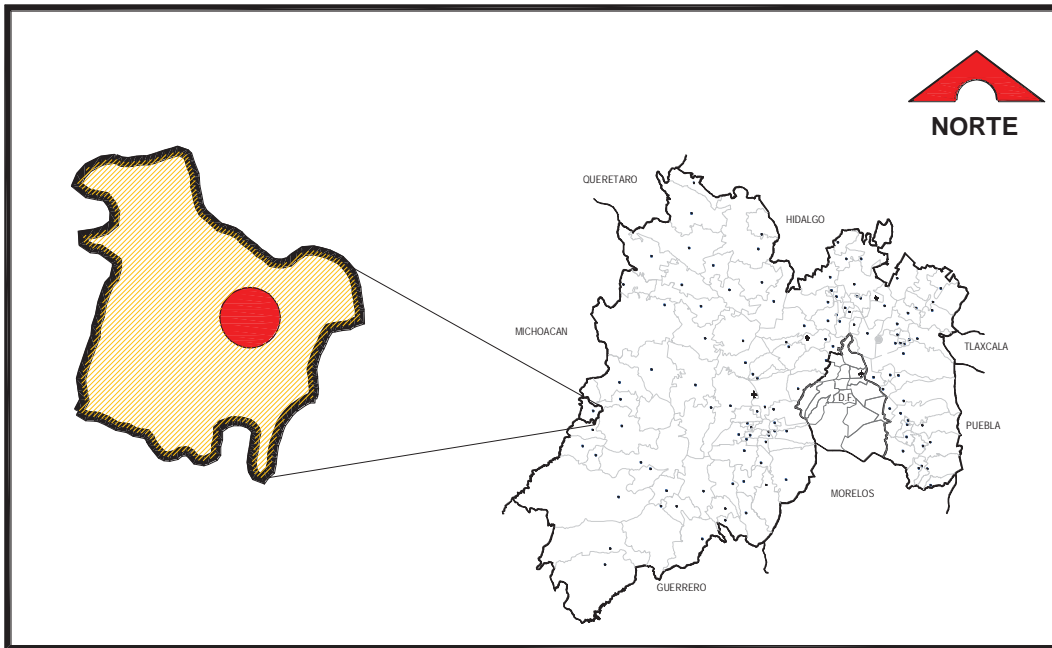 NORTE
QUERETARO
HIDALGO
MICHOACAN
TLAXCALA
D.F.
PUEBLA
MORELOS
GUERRERO